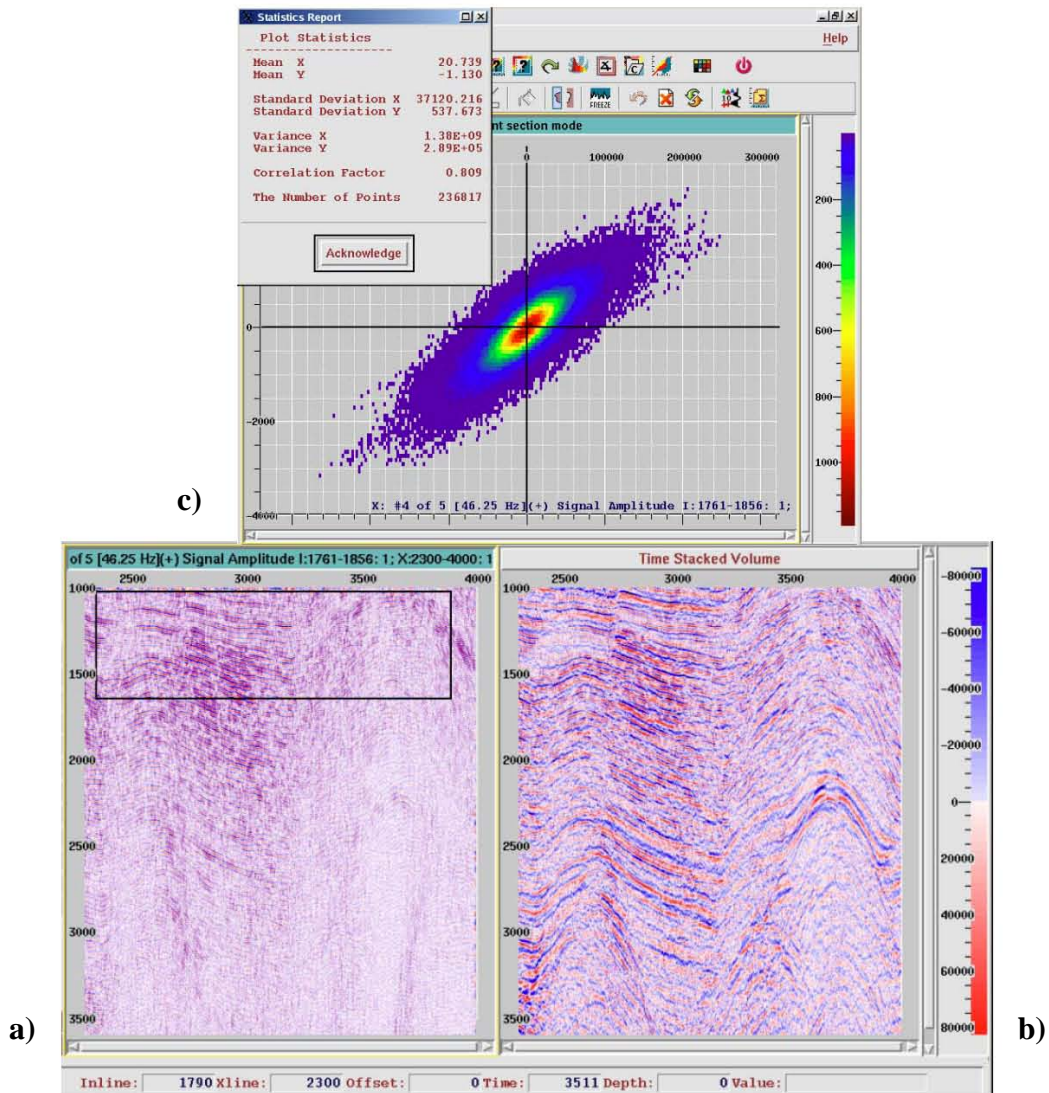 Statistics Report
Plot Statistics
--------------------
Mean X 20.739
Mean Y -1.130
Standard Deviation X 37120.216
Standard Deviation Y 537.673
Variance X 1.38E+09
Variance Y 2.89E+05
Correlation Factor 0.809
The Number of Points 236817
Acknowledge
Help
FREEZE
nt section mode
0 100000 200000 300000
0
-2000
-4000
200
400
600
800
1000
X: #4 of 5 [46.25 Hz](+) Signal Amplitude I:1761-1856: 1;
c)
of 5 [46.25 Hz](+) Signal Amplitude I:1761-1856: 1; X:2300-4000: 1
2500 3000 3500 4000
1000
1500
2000
2500
3000
3500
a)
Time Stacked Volume
2500 3000 3500 4000
1000
1500
2000
2500
3000
3500
-80000
-60000
-40000
-20000
0
20000
40000
60000
80000
b)
Inline: 1790 Xline: 2300 Offset: 0 Time: 3511 Depth: 0 Value: